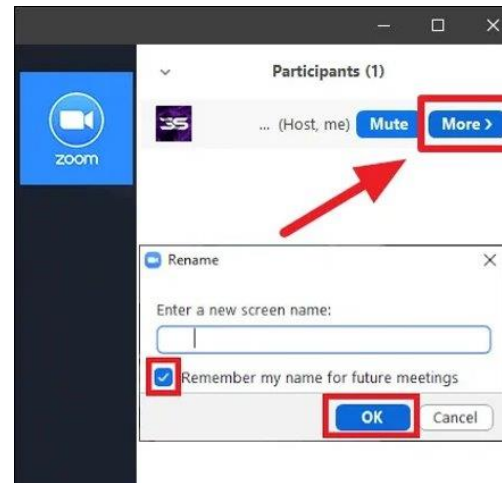 Participants (1)
zoom
3S
... (Host, me) Mute More >
Rename
Enter a new screen name:
Remember my name for future meetings
OK Cancel